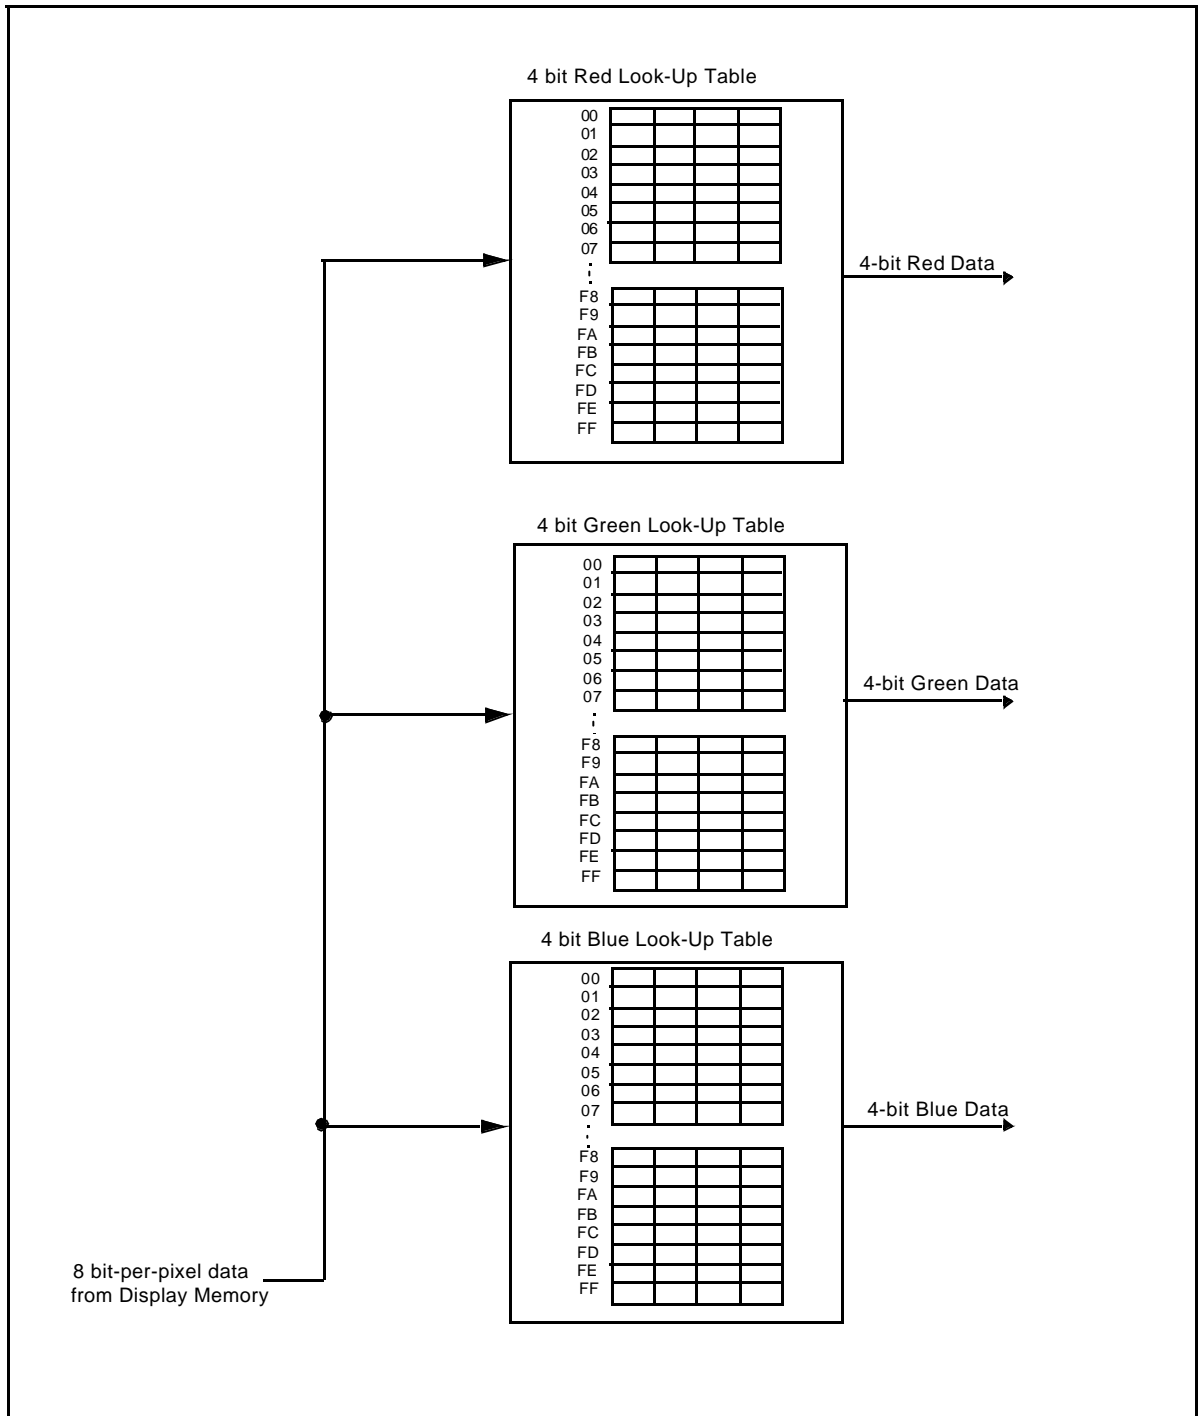 4 bit Red Look-Up Table
00
01
02
03
04
05
06
07
F8
F9
FA
FB
FC
FD
FE
FF
4-bit Red Data
4 bit Green Look-Up Table
00
01
02
03
04
05
06
07
F8
F9
FA
FB
FC
FD
FE
FF
4-bit Green Data
4 bit Blue Look-Up Table
00
01
02
03
04
05
06
07
F8
F9
FA
FB
FC
FD
FE
FF
4-bit Blue Data
8 bit-per-pixel data
from Display Memory